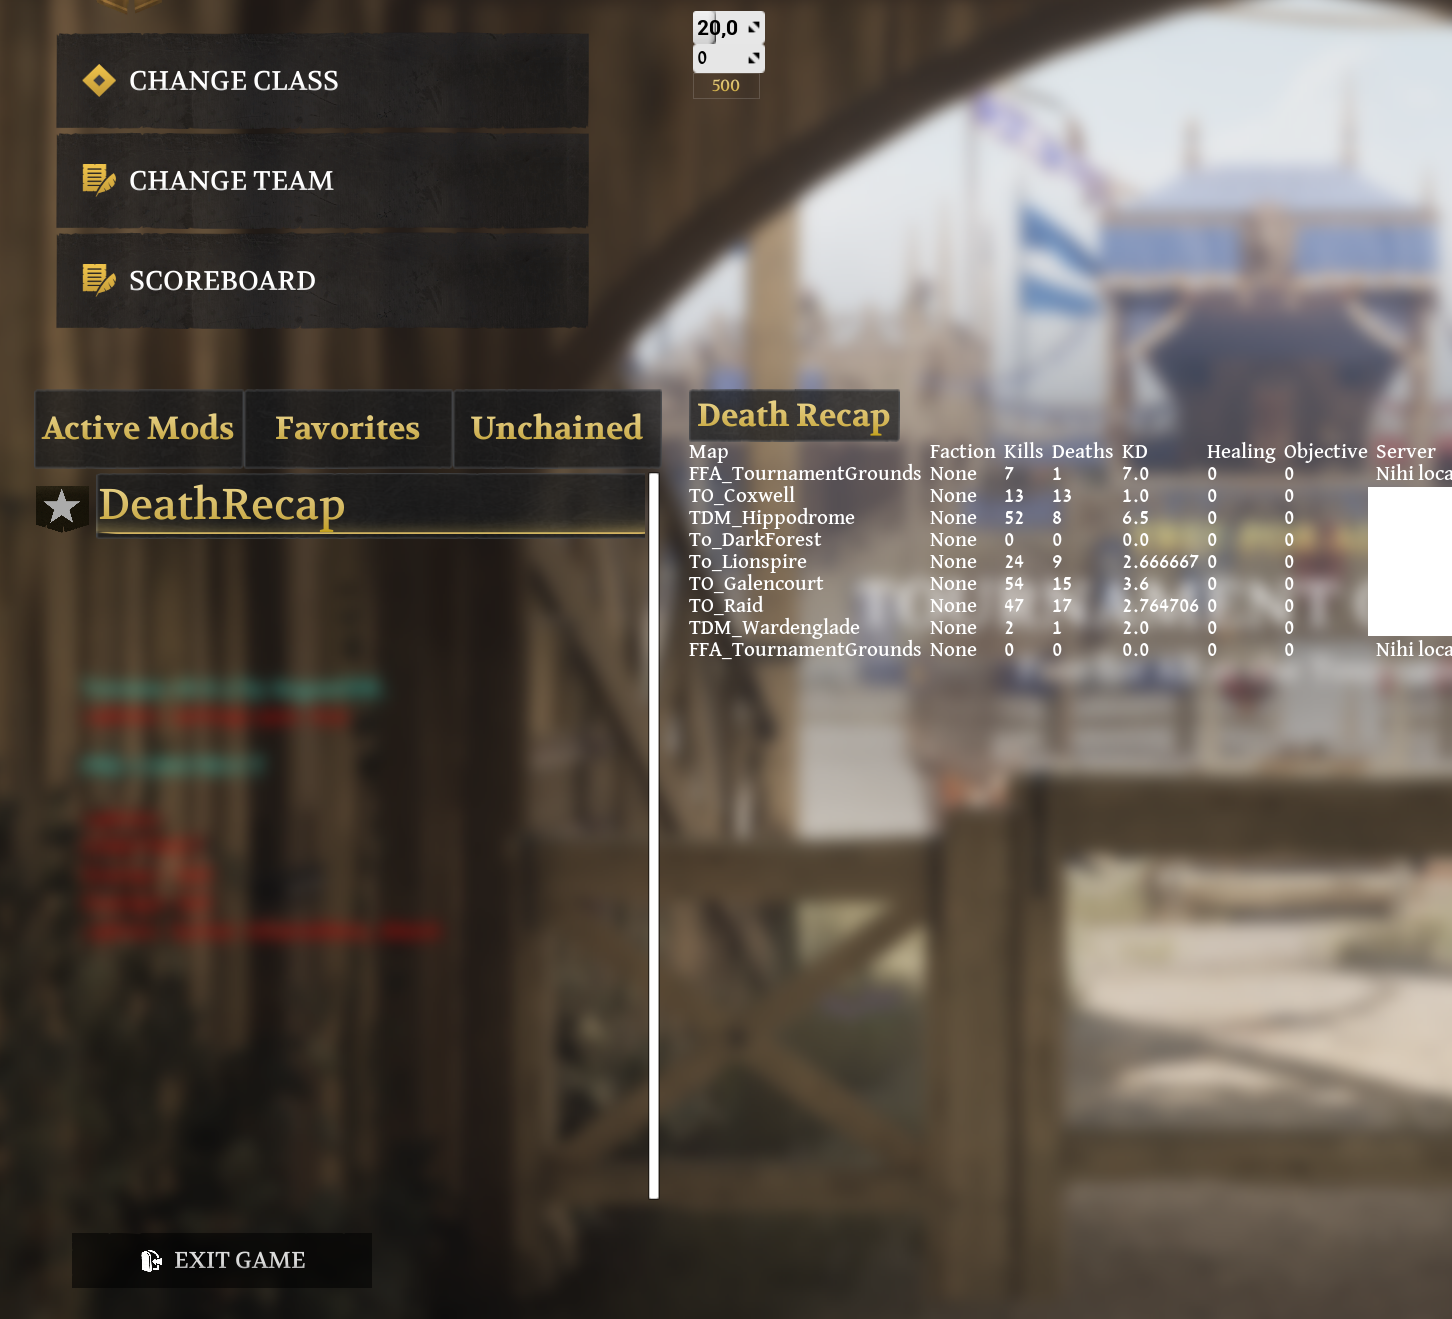 20,0
0
500
CHANGE CLASS
CHANGE TEAM
SCOREBOARD
Active Mods Favorites Unchained
DeathRecap
Death Recap
Map Faction Kills Deaths KD Healing Objective Server
FFA_TournamentGrounds None 7 1 7.0 0 0 Nihi loca
TO_Coxwell None 13 13 1.0 0 0
TDM_Hippodrome None 52 8 6.5 0 0
To_DarkForest None 0 0 0.0 0 0
To_Lionspire None 24 9 2.666667 0 0
TO_Galencourt None 54 15 3.6 0 0
TO_Raid None 47 17 2.764706 0 0
TDM_Wardenglade None 2 1 2.0 0 0
FFA_TournamentGrounds None 0 0 0.0 0 0 Nihi loca
EXIT GAME